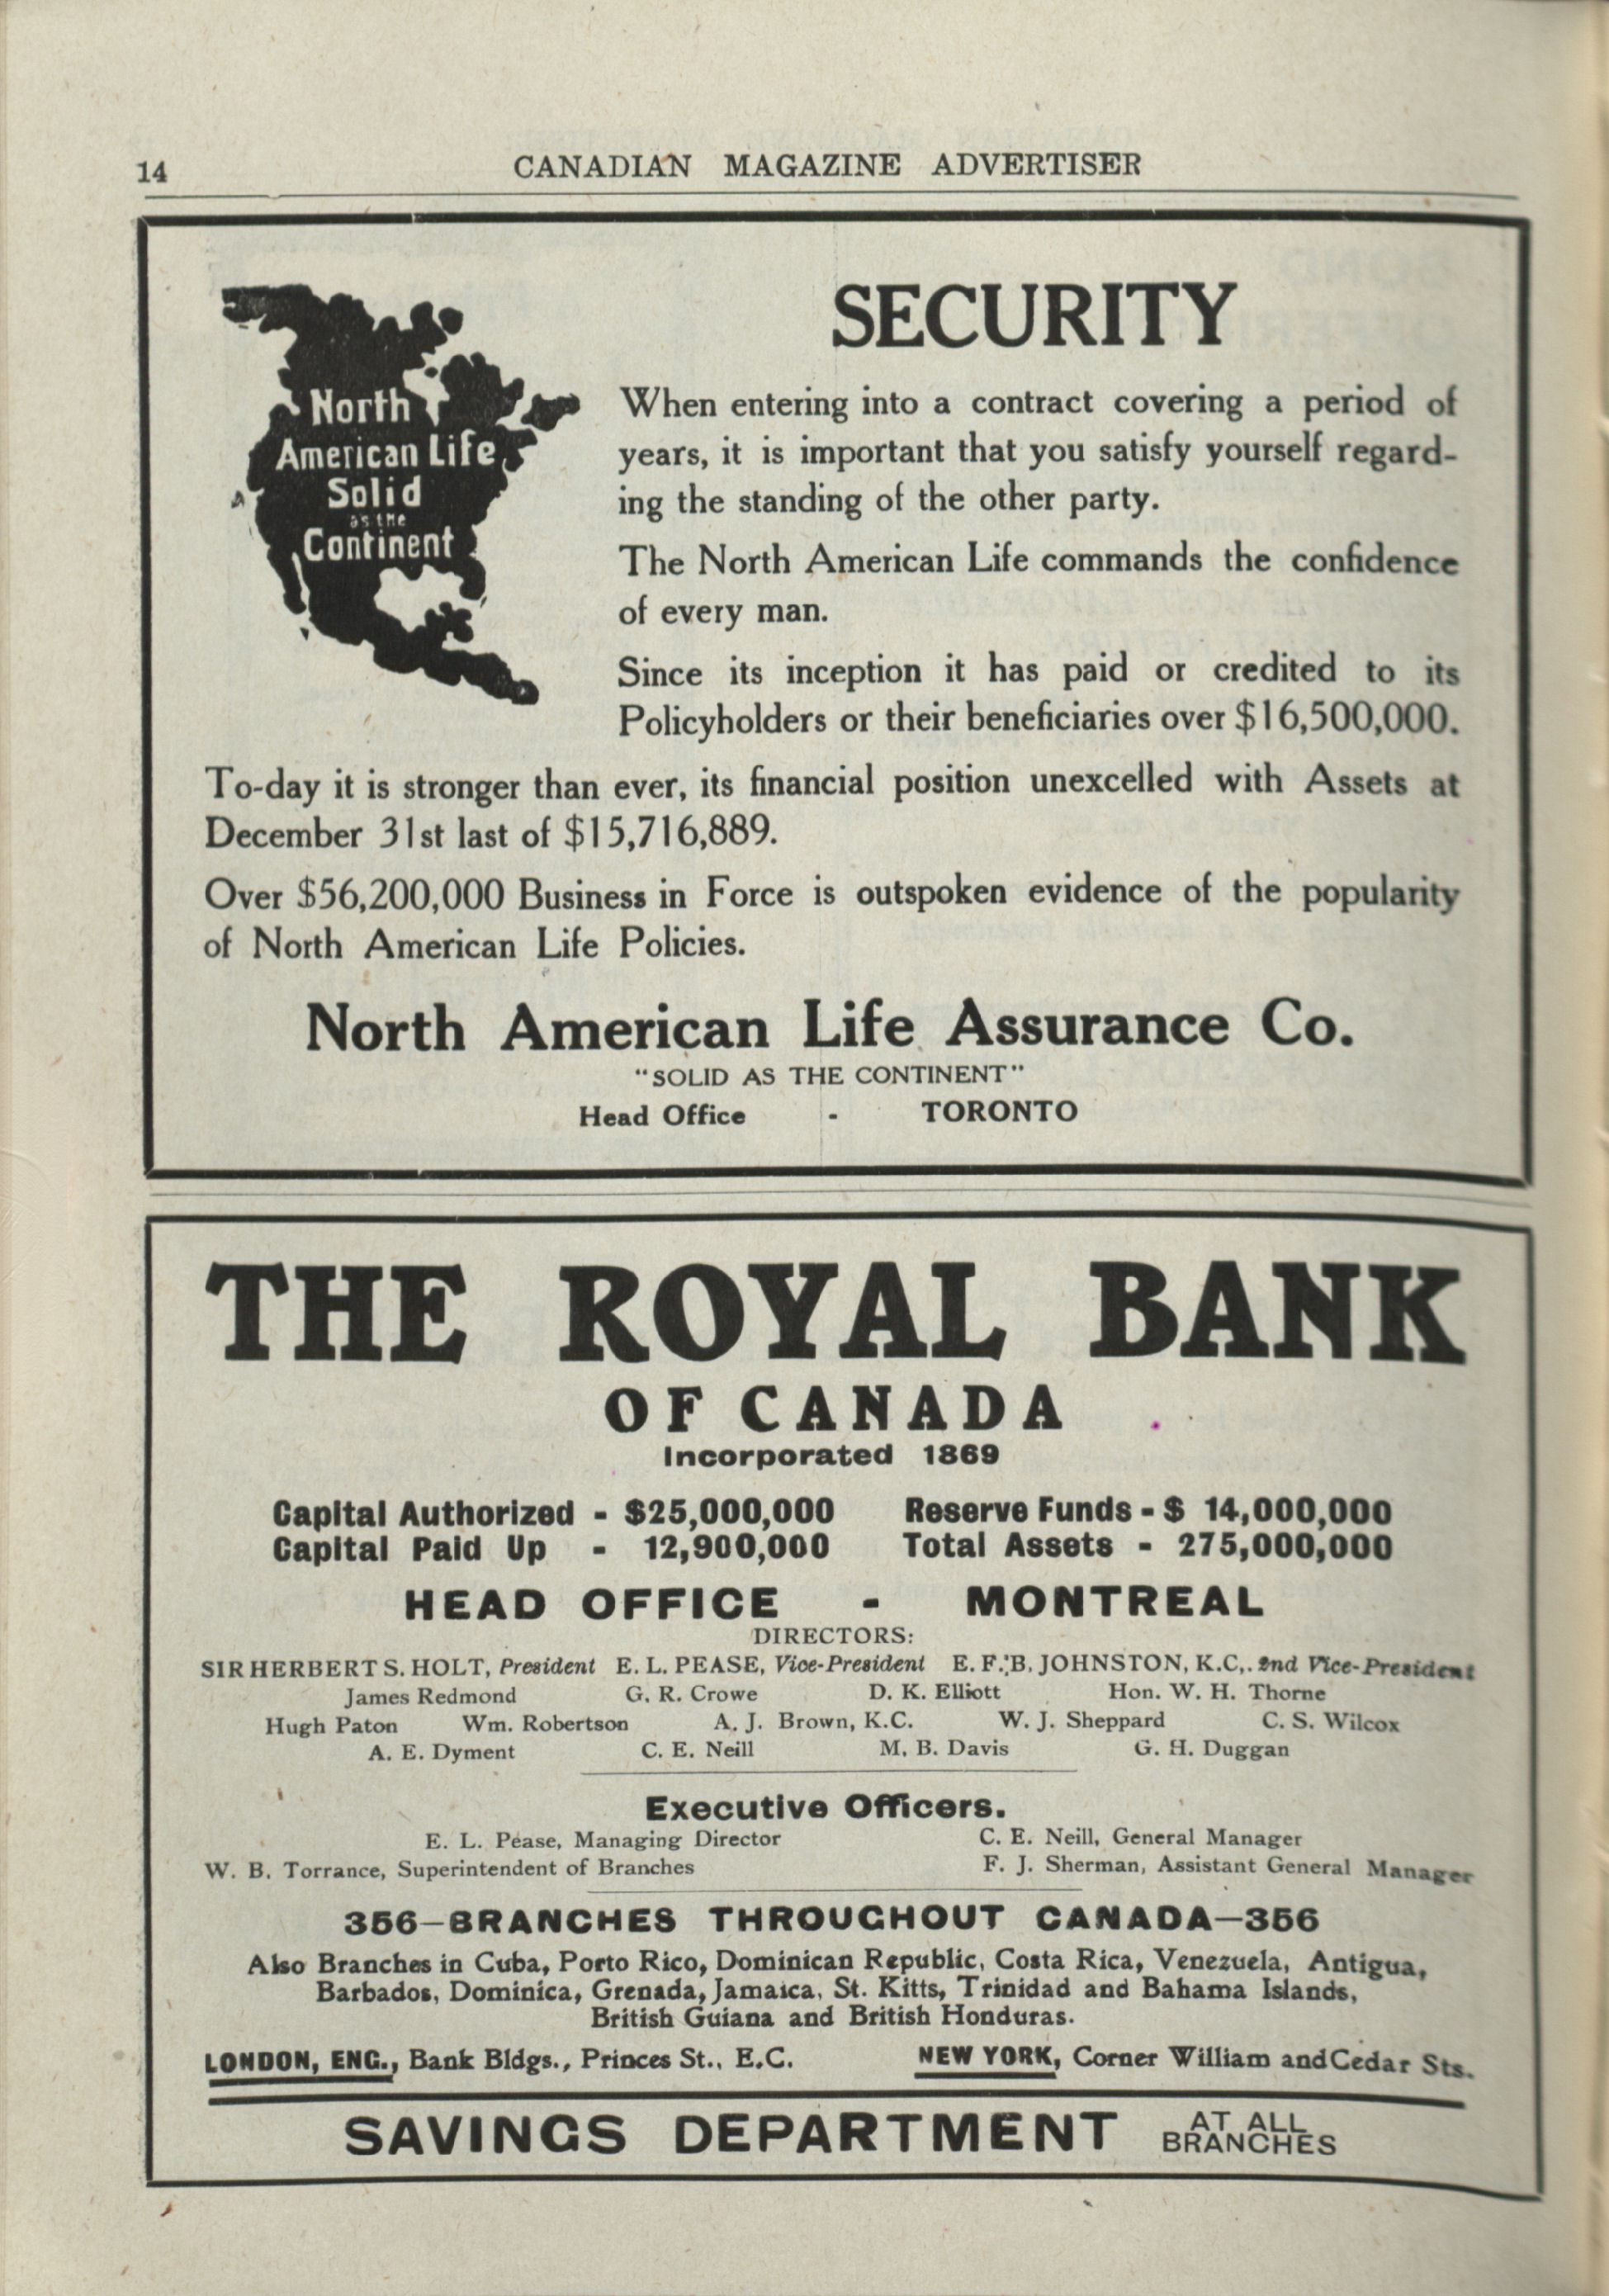 14
CANADIAN MAGAZINE ADVERTISER
North
American Life
Solid
as the
Continent
SECURITY
When entering into a contract covering a period of
years, it is important that you satisfy yourself regard-
ing the standing of the other party.
The North American Life commands the confidence
of every man.
Since its inception it has paid or credited to its
Policyholders or their beneficiaries over $16,500,000.
To-day it is stronger than ever, its financial position unexcelled with Assets at
December 31st last of $15,716,889.
Over $56,200,000 Business in Force is outspoken evidence of the popularity
of North American Life Policies.
North American Life Assurance Co.
"SOLID AS THE CONTINENT"
Head Office - TORONTO
THE ROYAL BANK
OF CANADA
Incorporated 1869
Capital Authorized - $25,000,000 Reserve Funds - $ 14,000,000
Capital Paid Up - 12,900,000 Total Assets - 275,000,000
HEAD OFFICE - MONTREAL
DIRECTORS:
SIR HERBERT S. HOLT, President E. L. PEASE, Vice-President E. F. B. JOHNSTON, K.C,. 2nd Vice-President
James Redmond G. R. Crowe D. K. Elliott Hon. W. H. Thorne
Hugh Paton Wm. Robertson A. J. Brown, K.C. W. J. Sheppard C. S. Wilcox
A. E. Dyment C. E. Neill M. B. Davis G. H. Duggan
Executive Officers.
E. L. Pease, Managing Director C. E. Neill, General Manager
W. B. Torrance, Superintendent of Branches F. J. Sherman, Assistant General Manager
356—BRANCHES THROUGHOUT CANADA—356
Also Branches in Cuba, Porto Rico, Dominican Republic, Costa Rica, Venezuela, Antigua,
Barbados, Dominica, Grenada, Jamaica, St. Kitts, Trinidad and Bahama Islands,
British Guiana and British Honduras.
LONDON, ENG., Bank Bldgs., Princes St., E.C. NEW YORK, Corner William and Cedar Sts.
SAVINGS DEPARTMENT AT ALL BRANCHES